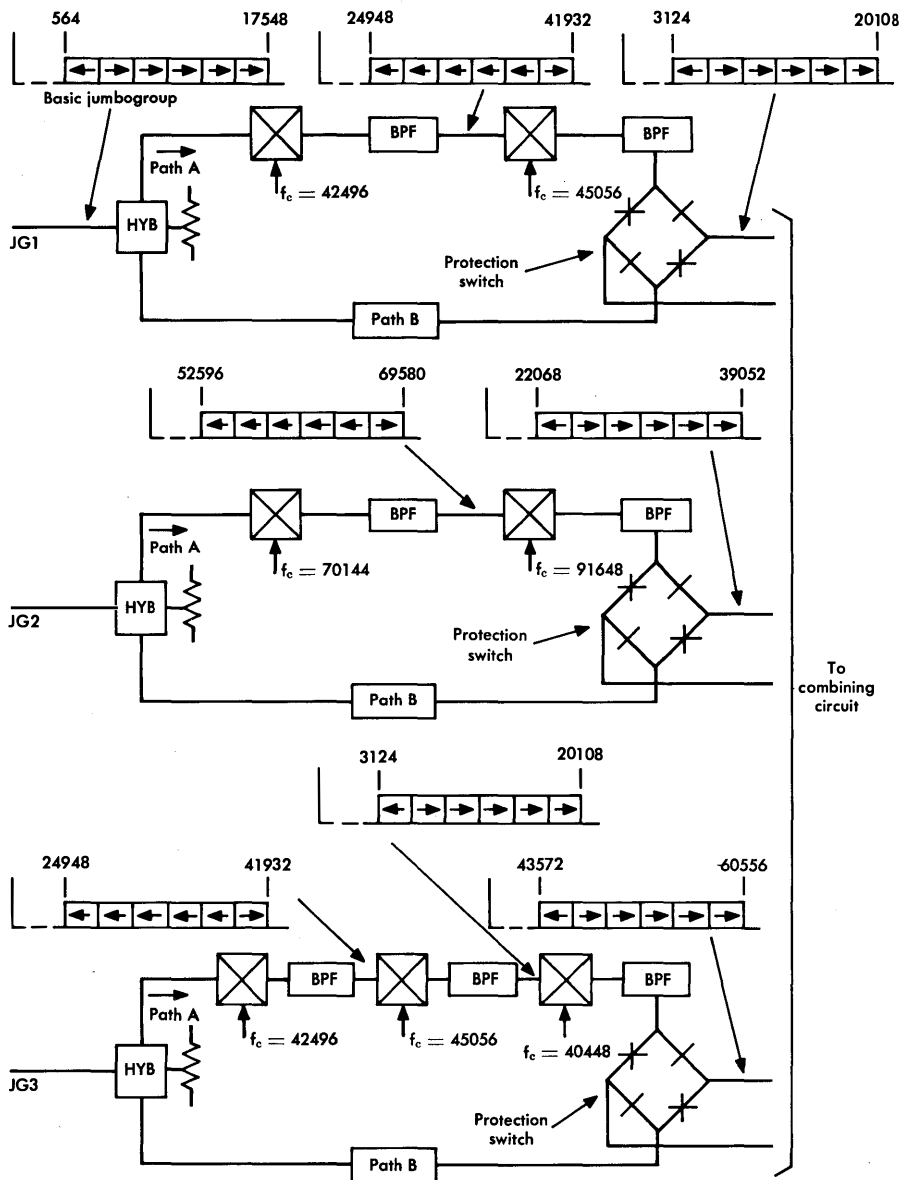 564 17548 24948 41932 3124 20108
Basic jumbogroup
BPF BPF
Path A
f_c = 42496 f_c = 45056
HYB
JG1
Protection
switch
Path B
52596 69580 22068 39052
BPF BPF
Path A
f_c = 70144 f_c = 91648
HYB
JG2
Protection
switch
To
combining
circuit
Path B
3124 20108
24948 41932 43572 60556
BPF BPF BPF
Path A
f_c = 42496 f_c = 45056 f_c = 40448
HYB
JG3
Protection
switch
Path B